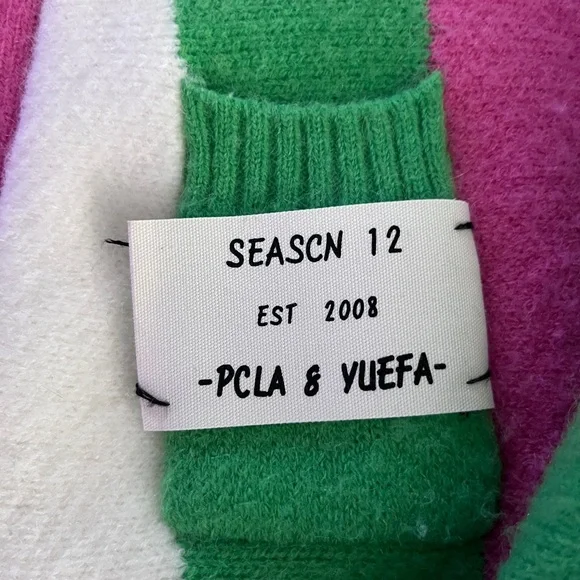 SEASCN 12
EST 2008
-PCLA & YUEFA-